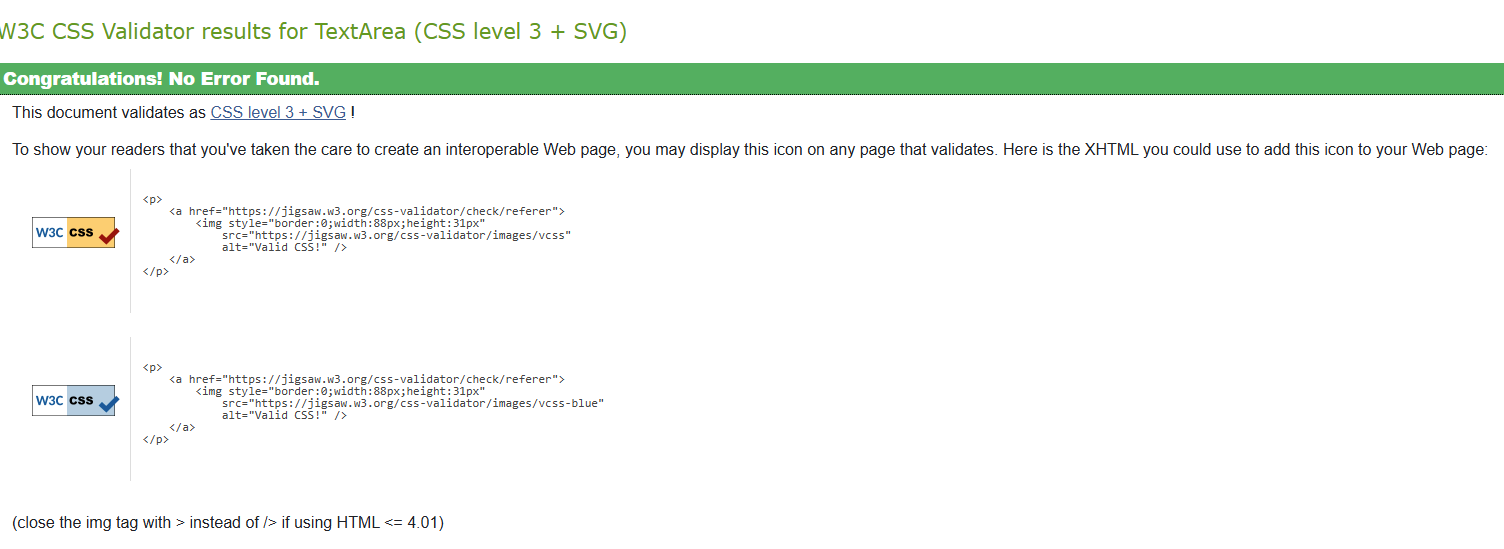 W3C CSS Validator results for TextArea (CSS level 3 + SVG)
Congratulations! No Error Found.
This document validates as CSS level 3 + SVG !
To show your readers that you've taken the care to create an interoperable Web page, you may display this icon on any page that validates. Here is the XHTML you could use to add this icon to your Web page:
W3C css
<p>
<a href="https://jigsaw.w3.org/css-validator/check/referer">
<img style="border:0;width:88px;height:31px"
src="https://jigsaw.w3.org/css-validator/images/vcss"
alt="Valid CSS!" />
</a>
</p>
W3C css
<p>
<a href="https://jigsaw.w3.org/css-validator/check/referer">
<img style="border:0;width:88px;height:31px"
src="https://jigsaw.w3.org/css-validator/images/vcss-blue"
alt="Valid CSS!" />
</a>
</p>
(close the img tag with > instead of /> if using HTML <= 4.01)